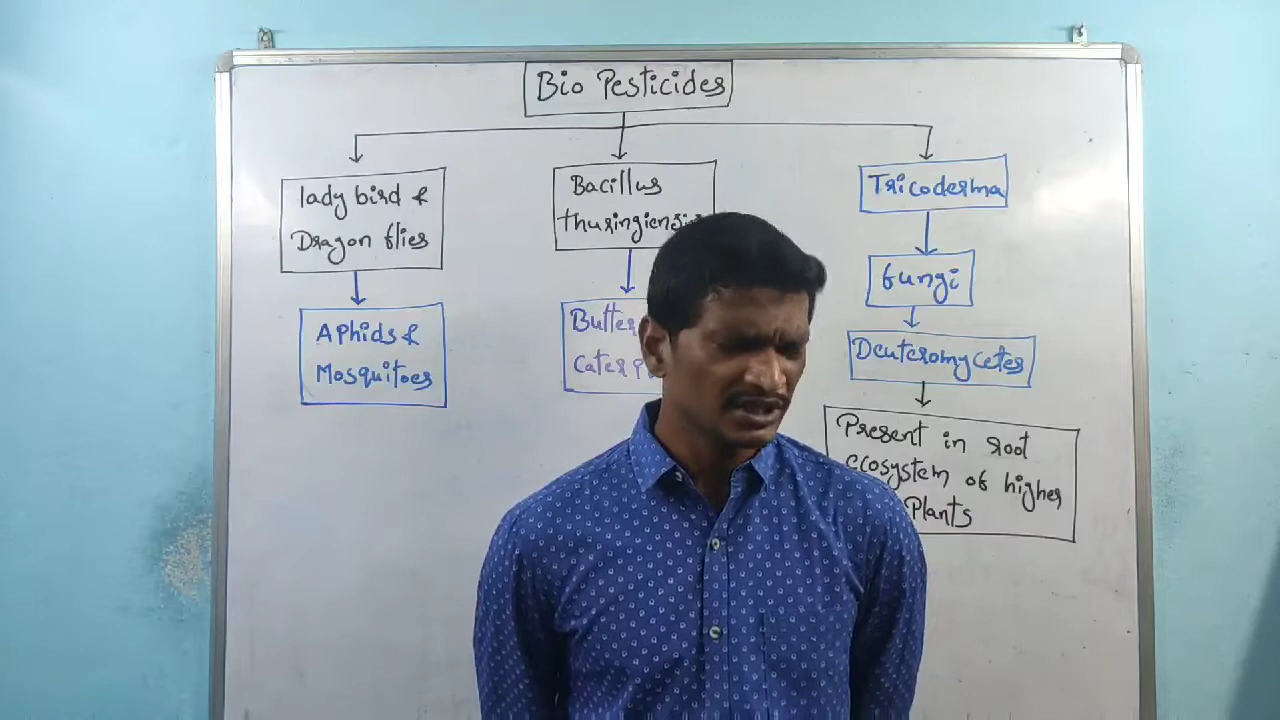 Bio Pesticides
lady bird &
Dragon flies
Aphids &
Mosquitoes
Bacillus
thuringiensis
Tricoderma
fungi
Deuteromycetes
Present in root
ecosystem of higher
Plants